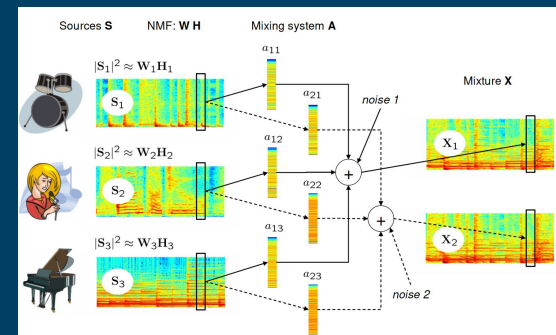 Sources S NMF: W H Mixing system A
a₁₁
|S₁|² ≈ W₁H₁
a₂₁
Mixture X
S₁
noise 1
a₁₂
|S₂|² ≈ W₂H₂
X₁
+
S₂
a₂₂
+
|S₃|² ≈ W₃H₃
a₁₃
X₂
S₃
a₂₃
noise 2